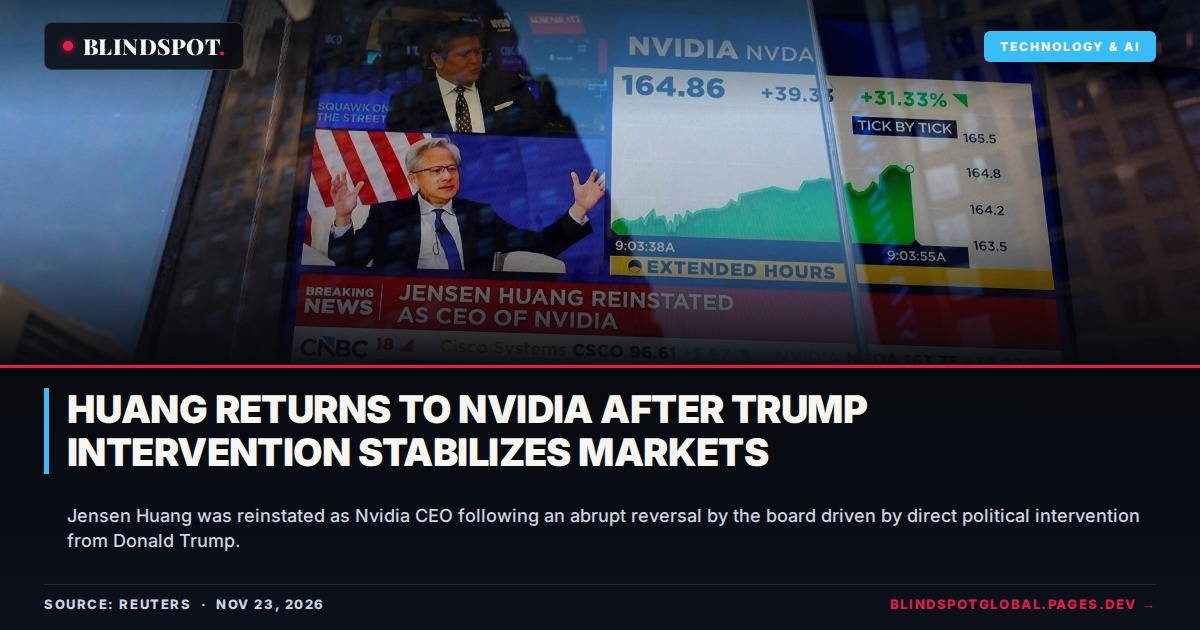 BLINDSPOT.
TECHNOLOGY & AI
NYSE
SQUAWK ON
THE STREET
NVIDIA NVDA
164.86 +39.33 +31.33%
TICK BY TICK
165.5
164.8
164.2
163.5
9:03:38A
9:03:55A
EXTENDED HOURS
BREAKING
NEWS
JENSEN HUANG REINSTATED
AS CEO OF NVIDIA
CNBC
18
Cisco Systems CSCO 96.61
HUANG RETURNS TO NVIDIA AFTER TRUMP
INTERVENTION STABILIZES MARKETS
Jensen Huang was reinstated as Nvidia CEO following an abrupt reversal by the board driven by direct political intervention
from Donald Trump.
SOURCE: REUTERS · NOV 23, 2026
BLINDSPOTGLOBAL.PAGES.DEV →